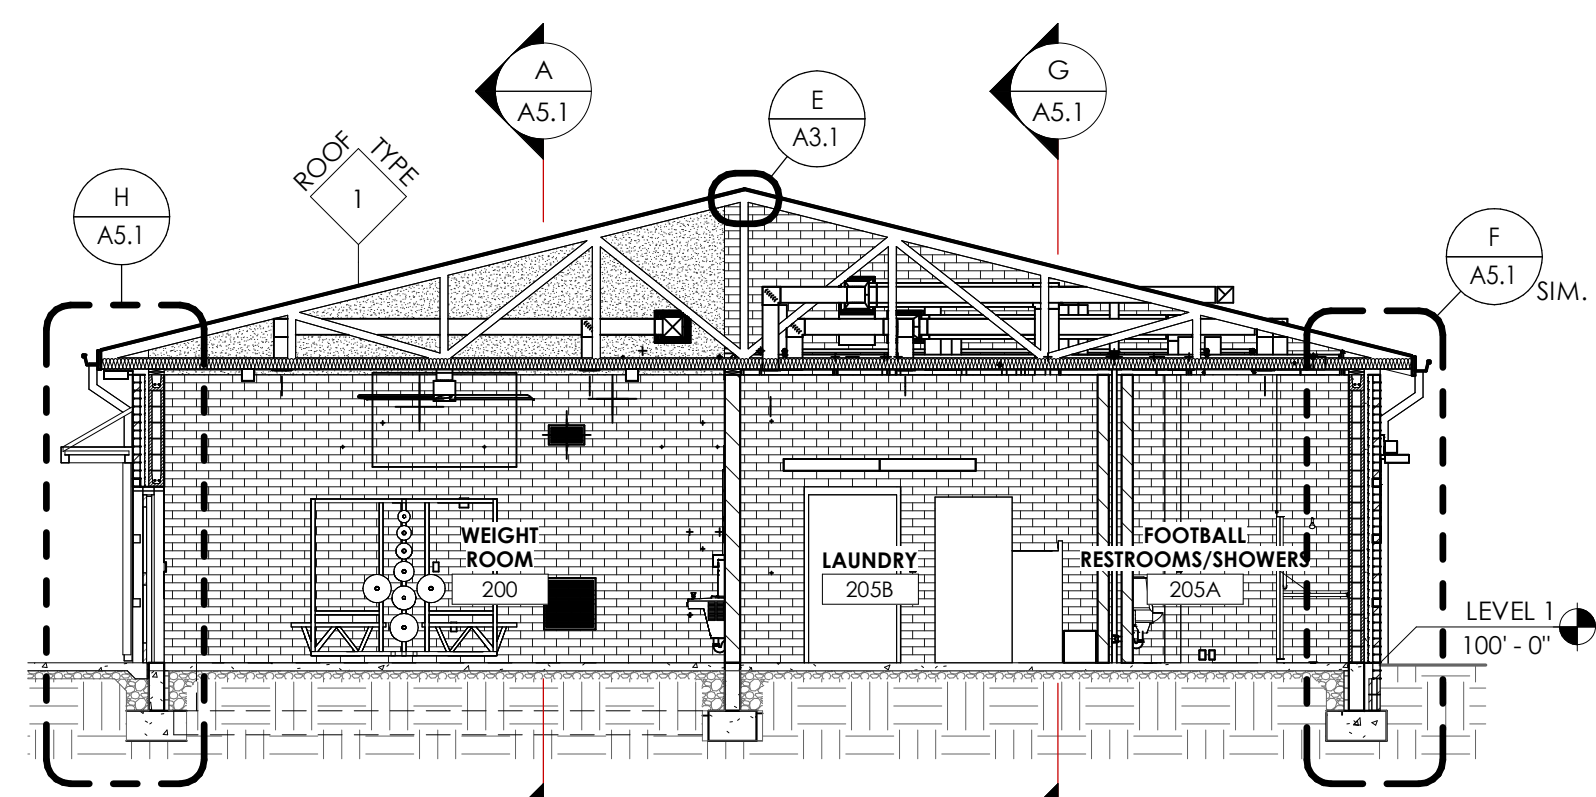 A
A5.1
G
A5.1
E
A3.1
ROOF TYPE
1
H
A5.1
F
A5.1
SIM.
WEIGHT
ROOM
200
LAUNDRY
205B
FOOTBALL
RESTROOMS/SHOWERS
205A
LEVEL 1
100' - 0"